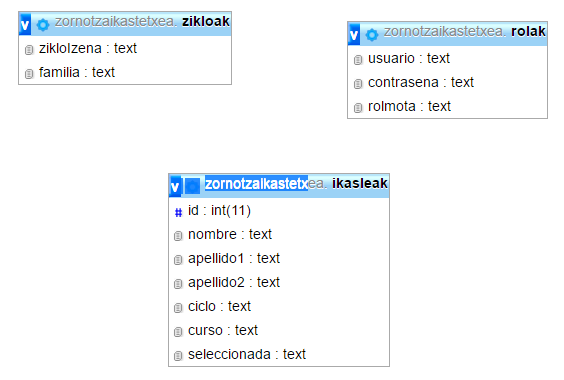 zornotzaikastetxea. zikloak
zikloIzena : text
familia : text
zornotzaikastetxea. rolak
usuario : text
contrasena : text
rolmota : text
zornotzaikastetxea. ikasleak
# id : int(11)
nombre : text
apellido1 : text
apellido2 : text
ciclo : text
curso : text
seleccionada : text